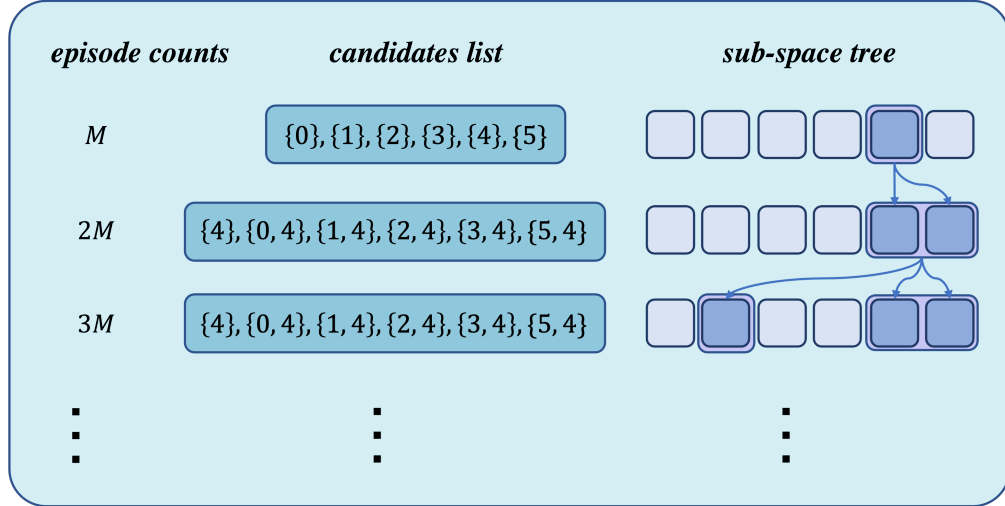 episode counts candidates list sub-space tree
M {0}, {1}, {2}, {3}, {4}, {5}
2M {4}, {0, 4}, {1, 4}, {2, 4}, {3, 4}, {5, 4}
3M {4}, {0, 4}, {1, 4}, {2, 4}, {3, 4}, {5, 4}